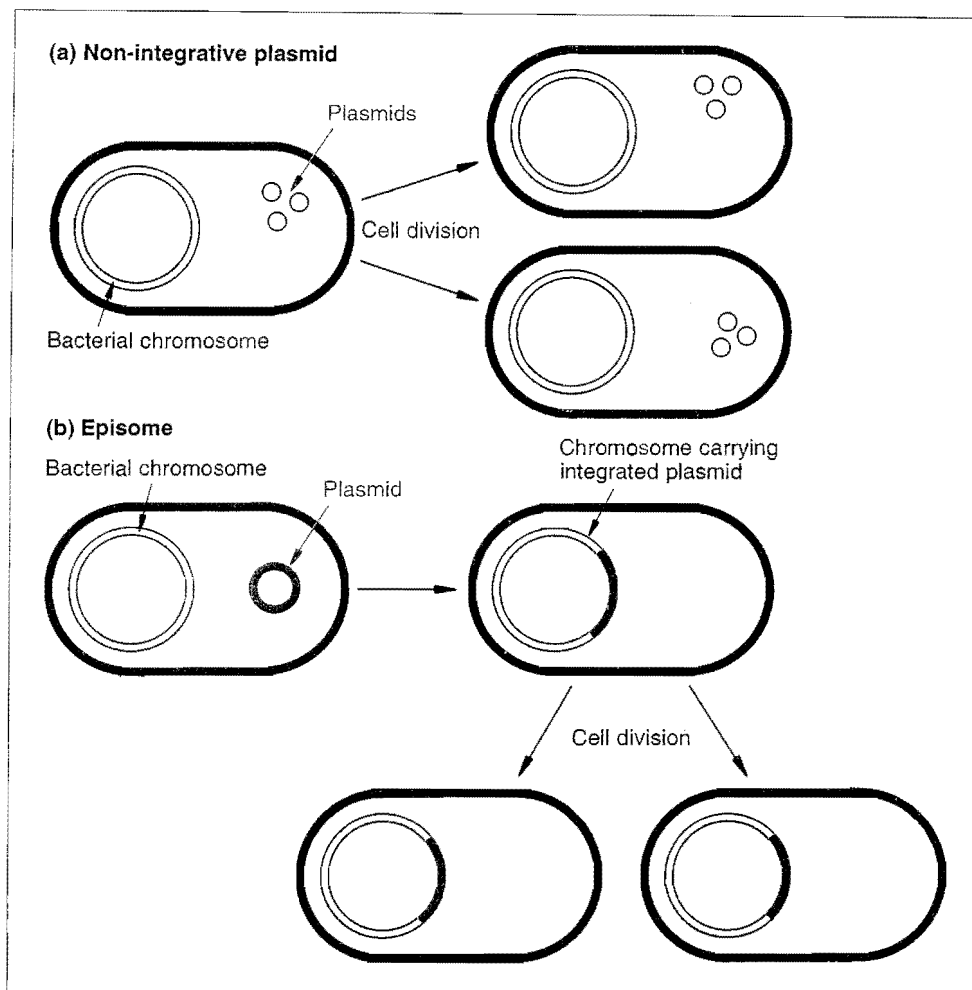 (a) Non-integrative plasmid
Plasmids
Cell division
Bacterial chromosome
(b) Episome
Bacterial chromosome
Plasmid
Chromosome carrying
integrated plasmid
Cell division